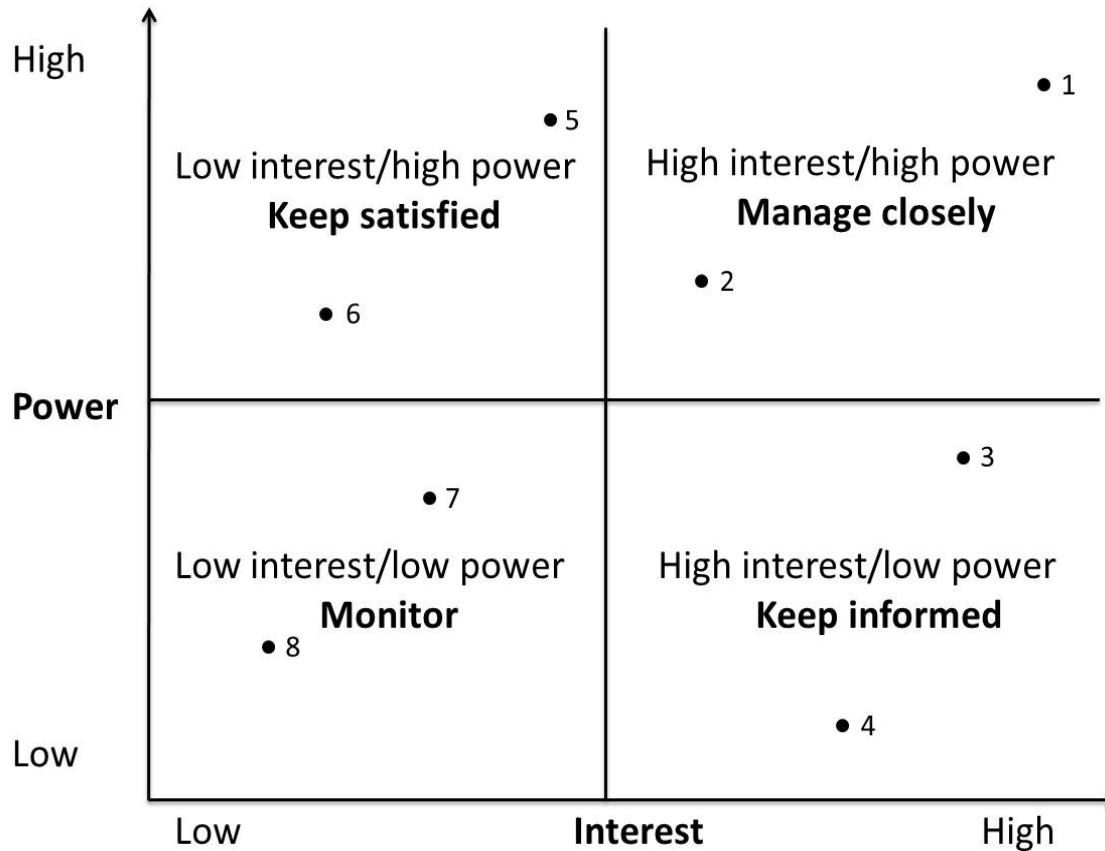 High
1
5
Low interest/high power
Keep satisfied
High interest/high power
Manage closely
2
6
Power
3
7
Low interest/low power
Monitor
High interest/low power
Keep informed
8
4
Low
Low
Interest
High